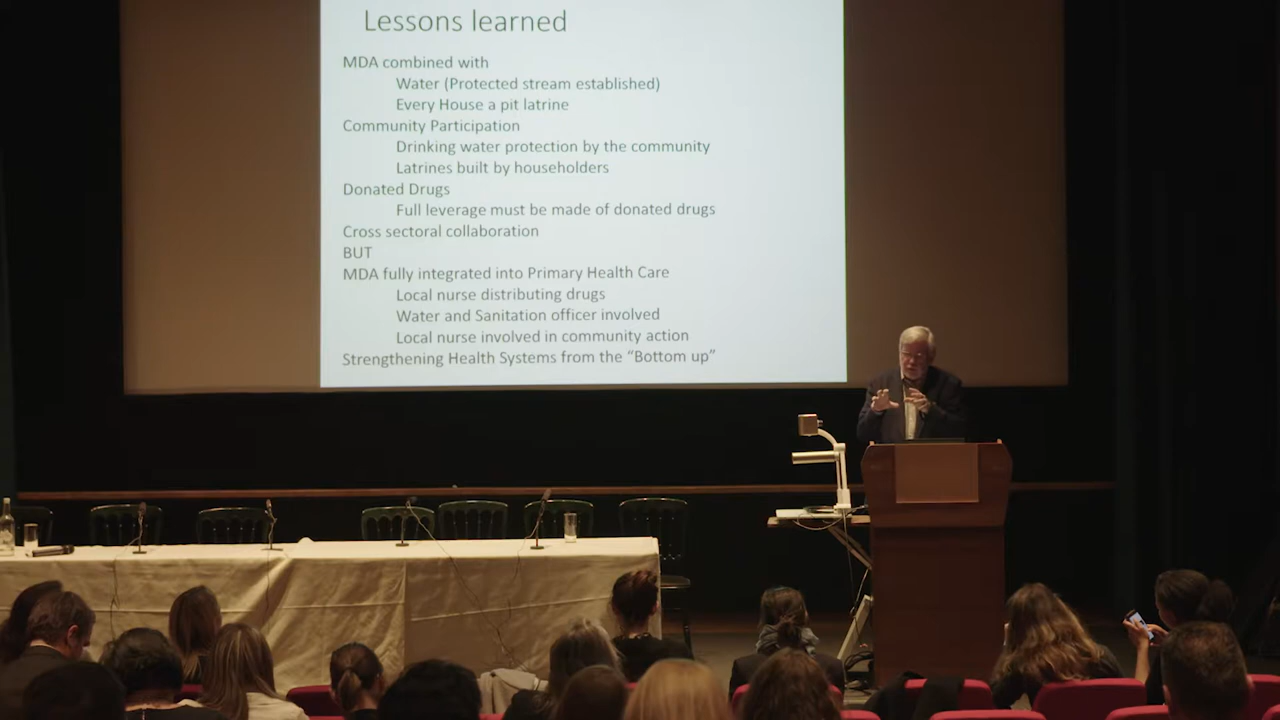 Lessons learned
MDA combined with
Water (Protected stream established)
Every House a pit latrine
Community Participation
Drinking water protection by the community
Latrines built by householders
Donated Drugs
Full leverage must be made of donated drugs
Cross sectoral collaboration
BUT
MDA fully integrated into Primary Health Care
Local nurse distributing drugs
Water and Sanitation officer involved
Local nurse involved in community action
Strengthening Health Systems from the “Bottom up”